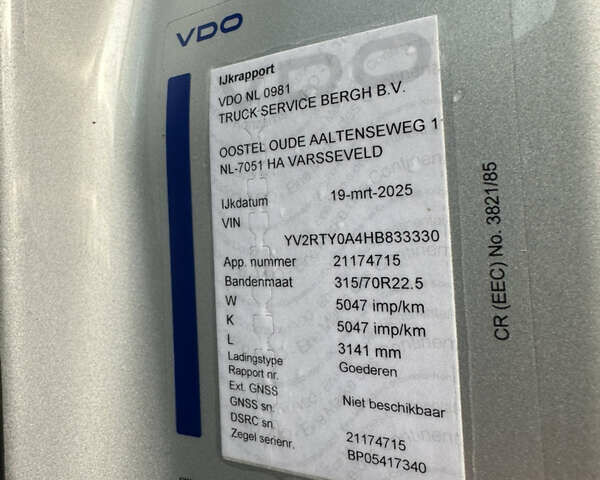 VDO
IJkrapport
VDO NL 0981
TRUCK SERVICE BERGH B.V.
OOSTEL OUDE AALTENSEWEG 1
NL-7051 HA VARSSEVELD
IJkdatum 19-mrt-2025
VIN
YV2RTY0A4HB833330
App. nummer 21174715
Bandenmaat 315/70R22.5
W 5047 imp/km
K 5047 imp/km
L 3141 mm
Ladingstype Goederen
Rapport nr.
Ext. GNSS
GNSS sn. Niet beschikbaar
DSRC sn. 21174715
Zegel serienr. BP05417340
CR (EEC) No. 3821/85